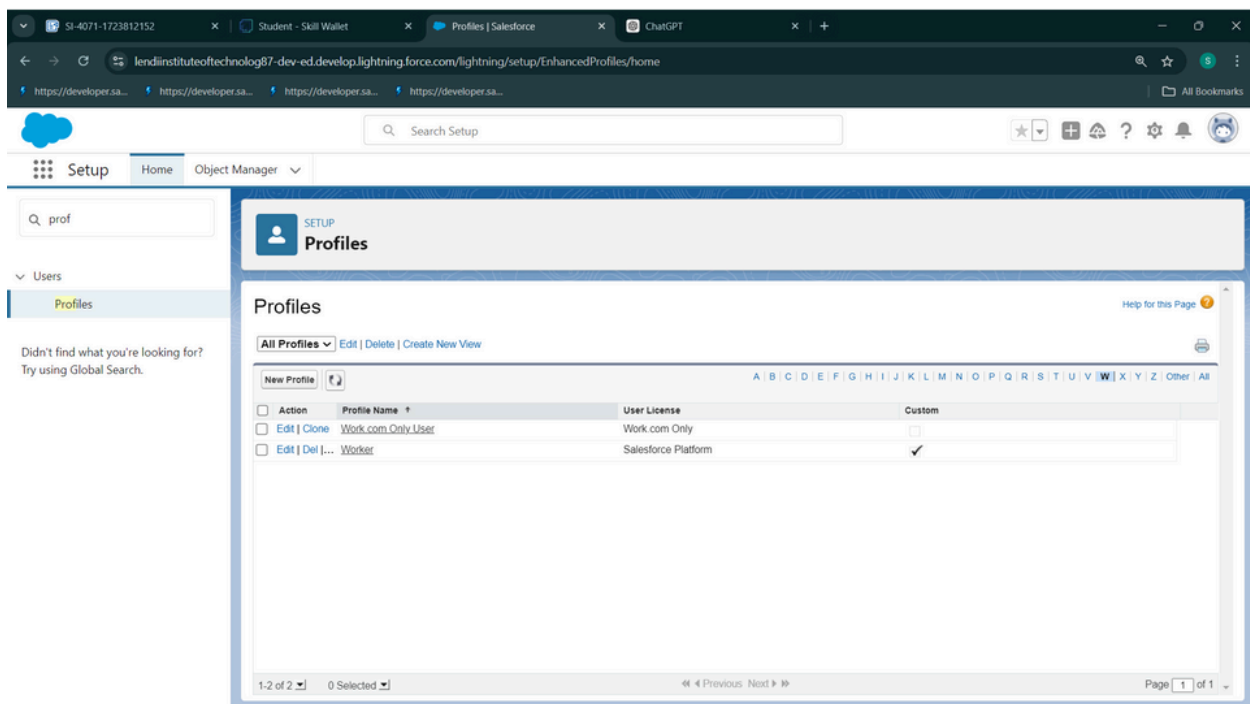 SI-4071-1723812152
Student - Skill Wallet
Profiles | Salesforce
ChatGPT
lendiinstituteoftechnolog87-dev-ed.develop.lightning.force.com/lightning/setup/EnhancedProfiles/home
S
https://developer.sa... https://developer.sa... https://developer.sa... https://developer.sa...
All Bookmarks
Search Setup
Setup Home Object Manager
prof
SETUP
Profiles
Users
Profiles
Didn't find what you're looking for?
Try using Global Search.
Profiles
Help for this Page ?
All Profiles Edit | Delete | Create New View
New Profile
A | B | C | D | E | F | G | H | I | J | K | L | M | N | O | P | Q | R | S | T | U | V | W | X | Y | Z | Other | All
Action Profile Name ↑ User License Custom
Edit | Clone Work.com Only User Work.com Only
Edit | Del |... Worker Salesforce Platform ✓
1-2 of 2 0 Selected Previous Next Page 1 of 1